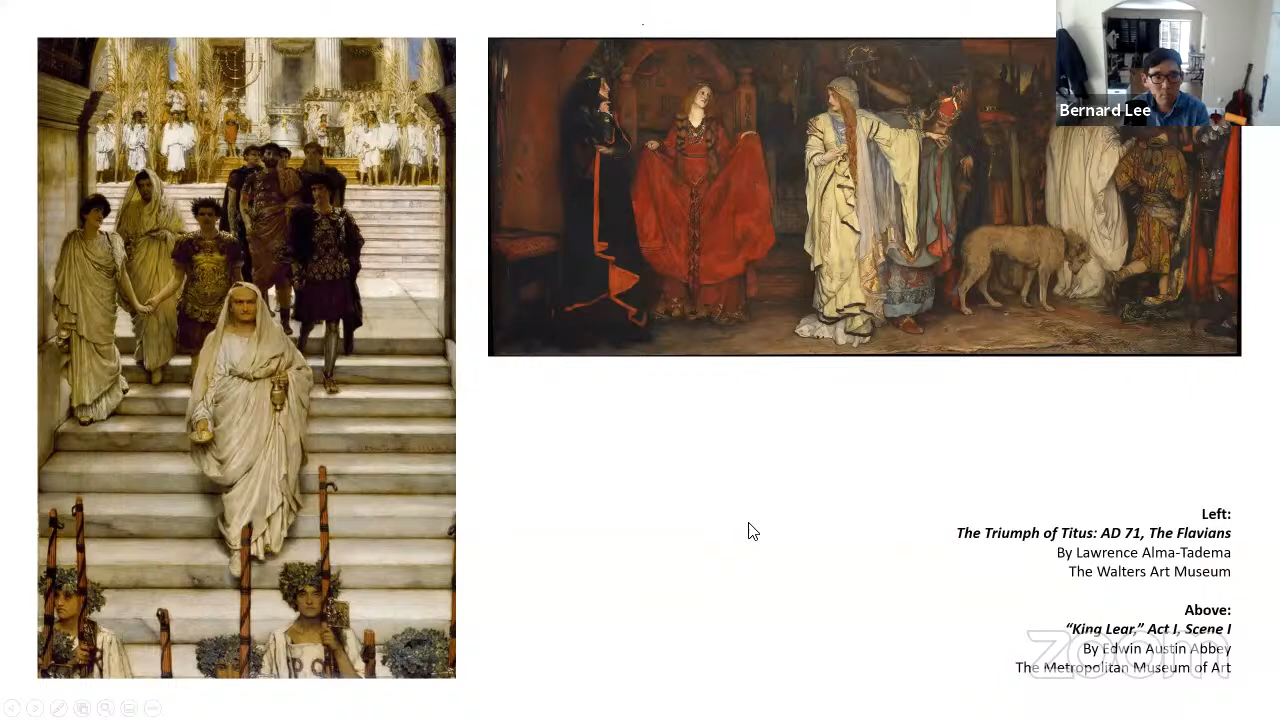 Bernard Lee
Left:
The Triumph of Titus: AD 71, The Flavians
By Lawrence Alma-Tadema
The Walters Art Museum
Above:
“King Lear,” Act I, Scene I
By Edwin Austin Abbey
The Metropolitan Museum of Art
zoom